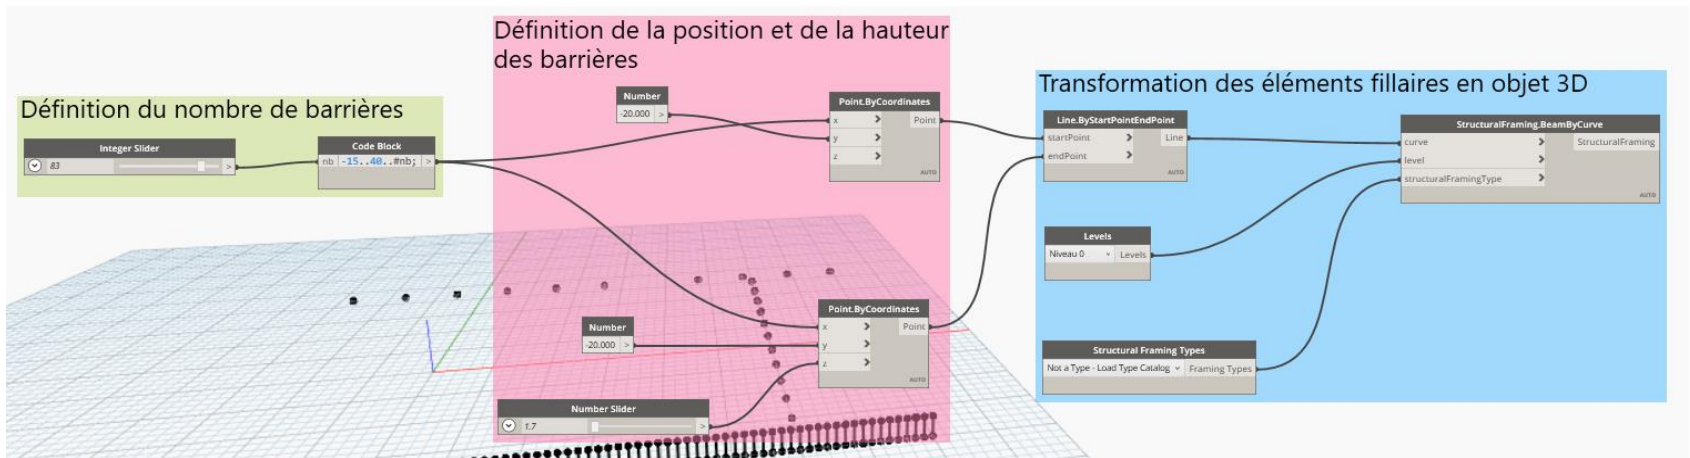 Définition du nombre de barrières
Integer Slider
83
>
Code Block
nb
-15..40..#nb;
>
Définition de la position et de la hauteur
des barrières
Number
-20.000
>
Point.ByCoordinates
x
>
Point
y
>
z
>
AUTO
Number
-20.000
>
Point.ByCoordinates
x
>
Point
y
>
z
>
AUTO
Number Slider
1.7
>
Transformation des éléments fillaires en objet 3D
Line.ByStartPointEndPoint
startPoint
>
Line
endPoint
>
AUTO
Levels
Niveau 0
Levels
Structural Framing Types
Not a Type - Load Type Catalog
Framing Types
StructuralFraming.BeamByCurve
curve
>
StructuralFraming
level
>
structuralFramingType
>
AUTO